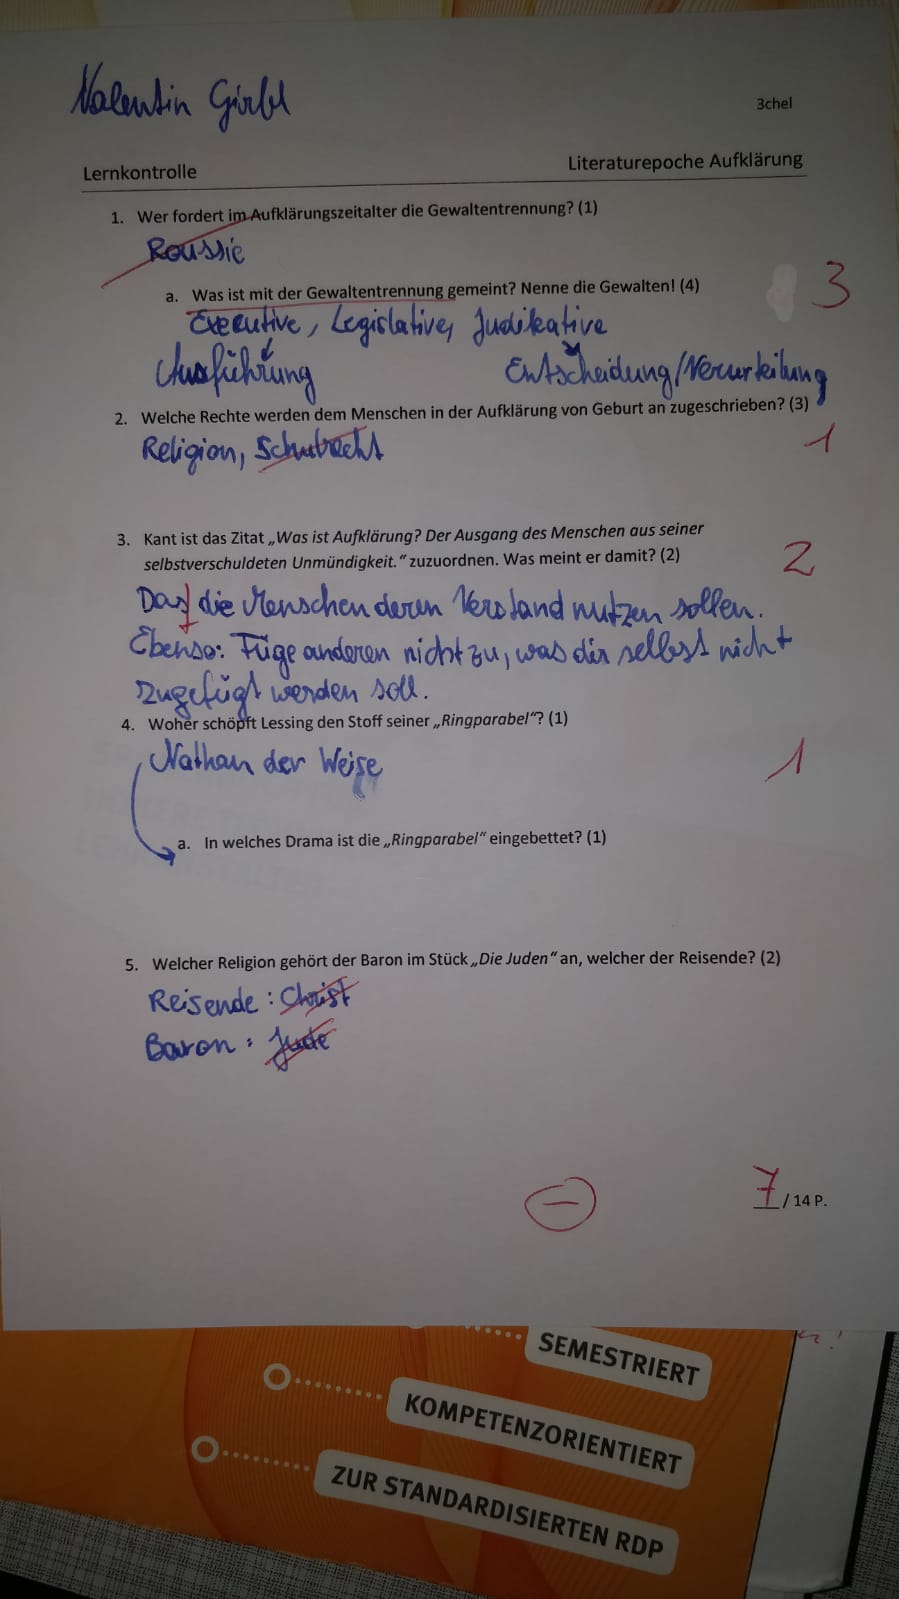 Valentin Girbl
3chel
Lernkontrolle
Literaturepoche Aufklärung
1. Wer fordert im Aufklärungszeitalter die Gewaltentrennung? (1)
Roussie
a. Was ist mit der Gewaltentrennung gemeint? Nenne die Gewalten! (4)
3
Executive, Legislative, Judikative
Ausführung
Entscheidung/Verurteilung
2. Welche Rechte werden dem Menschen in der Aufklärung von Geburt an zugeschrieben? (3)
1
Religion, Schulrecht
3. Kant ist das Zitat „Was ist Aufklärung? Der Ausgang des Menschen aus seiner
selbstverschuldeten Unmündigkeit.“ zuzuordnen. Was meint er damit? (2)
2
Das die Menschen deren Verstand nutzen sollen.
Ebenso: Füge anderen nicht zu, was dir selbst nicht
zugefügt werden soll.
4. Woher schöpft Lessing den Stoff seiner „Ringparabel“? (1)
Nathan der Weise
1
a. In welches Drama ist die „Ringparabel“ eingebettet? (1)
5. Welcher Religion gehört der Baron im Stück „Die Juden“ an, welcher der Reisende? (2)
Reisende: Christ
Baron: Jude
7 / 14 P.
SEMESTRIERT
KOMPETENZORIENTIERT
ZUR STANDARDISIERTEN RDP